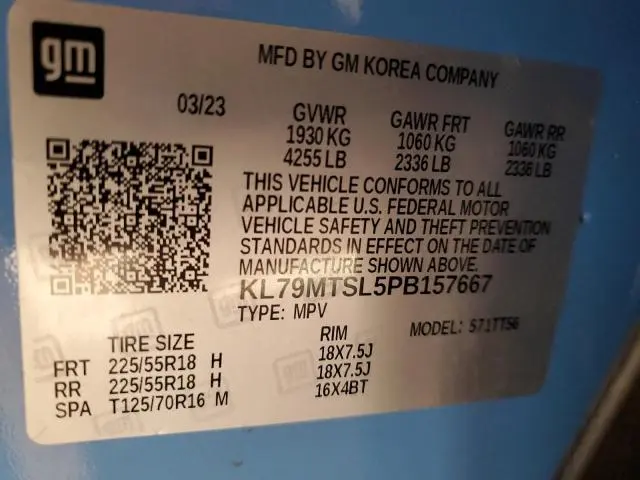 gm
MFD BY GM KOREA COMPANY
03/23
GVWR GAWR FRT GAWR RR
1930 KG 1060 KG 1060 KG
4255 LB 2336 LB 2336 LB
THIS VEHICLE CONFORMS TO ALL
APPLICABLE U.S. FEDERAL MOTOR
VEHICLE SAFETY AND THEFT PREVENTION
STANDARDS IN EFFECT ON THE DATE OF
MANUFACTURE SHOWN ABOVE.
KL79MTSL5PB157667
TYPE: MPV MODEL: 571TT56
TIRE SIZE RIM
FRT 225/55R18 H 18X7.5J
RR 225/55R18 H 18X7.5J
SPA T125/70R16 M 16X4BT